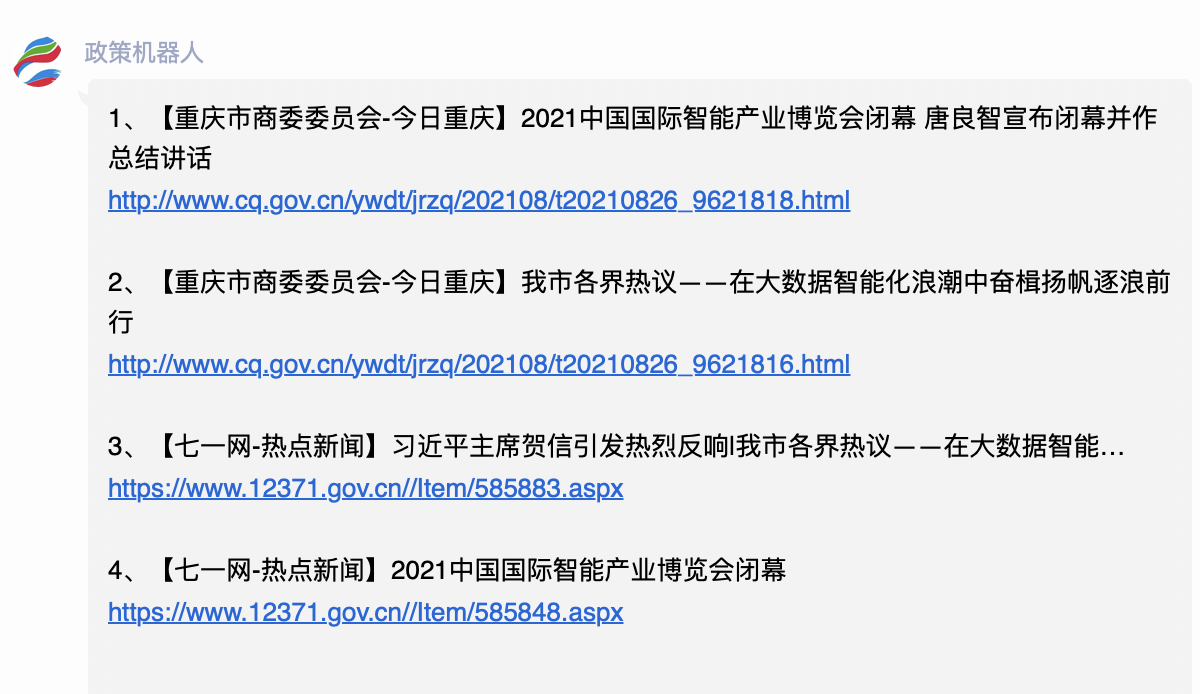 政策机器人
1、【重庆市商委委员会-今日重庆】2021中国国际智能产业博览会闭幕 唐良智宣布闭幕并作
总结讲话
http://www.cq.gov.cn/ywdt/jrzq/202108/t20210826_9621818.html
2、【重庆市商委委员会-今日重庆】我市各界热议——在大数据智能化浪潮中奋楫扬帆逐浪前
行
http://www.cq.gov.cn/ywdt/jrzq/202108/t20210826_9621816.html
3、【七一网-热点新闻】习近平主席贺信引发热烈反响|我市各界热议——在大数据智能…
https://www.12371.gov.cn//Item/585883.aspx
4、【七一网-热点新闻】2021中国国际智能产业博览会闭幕
https://www.12371.gov.cn//Item/585848.aspx